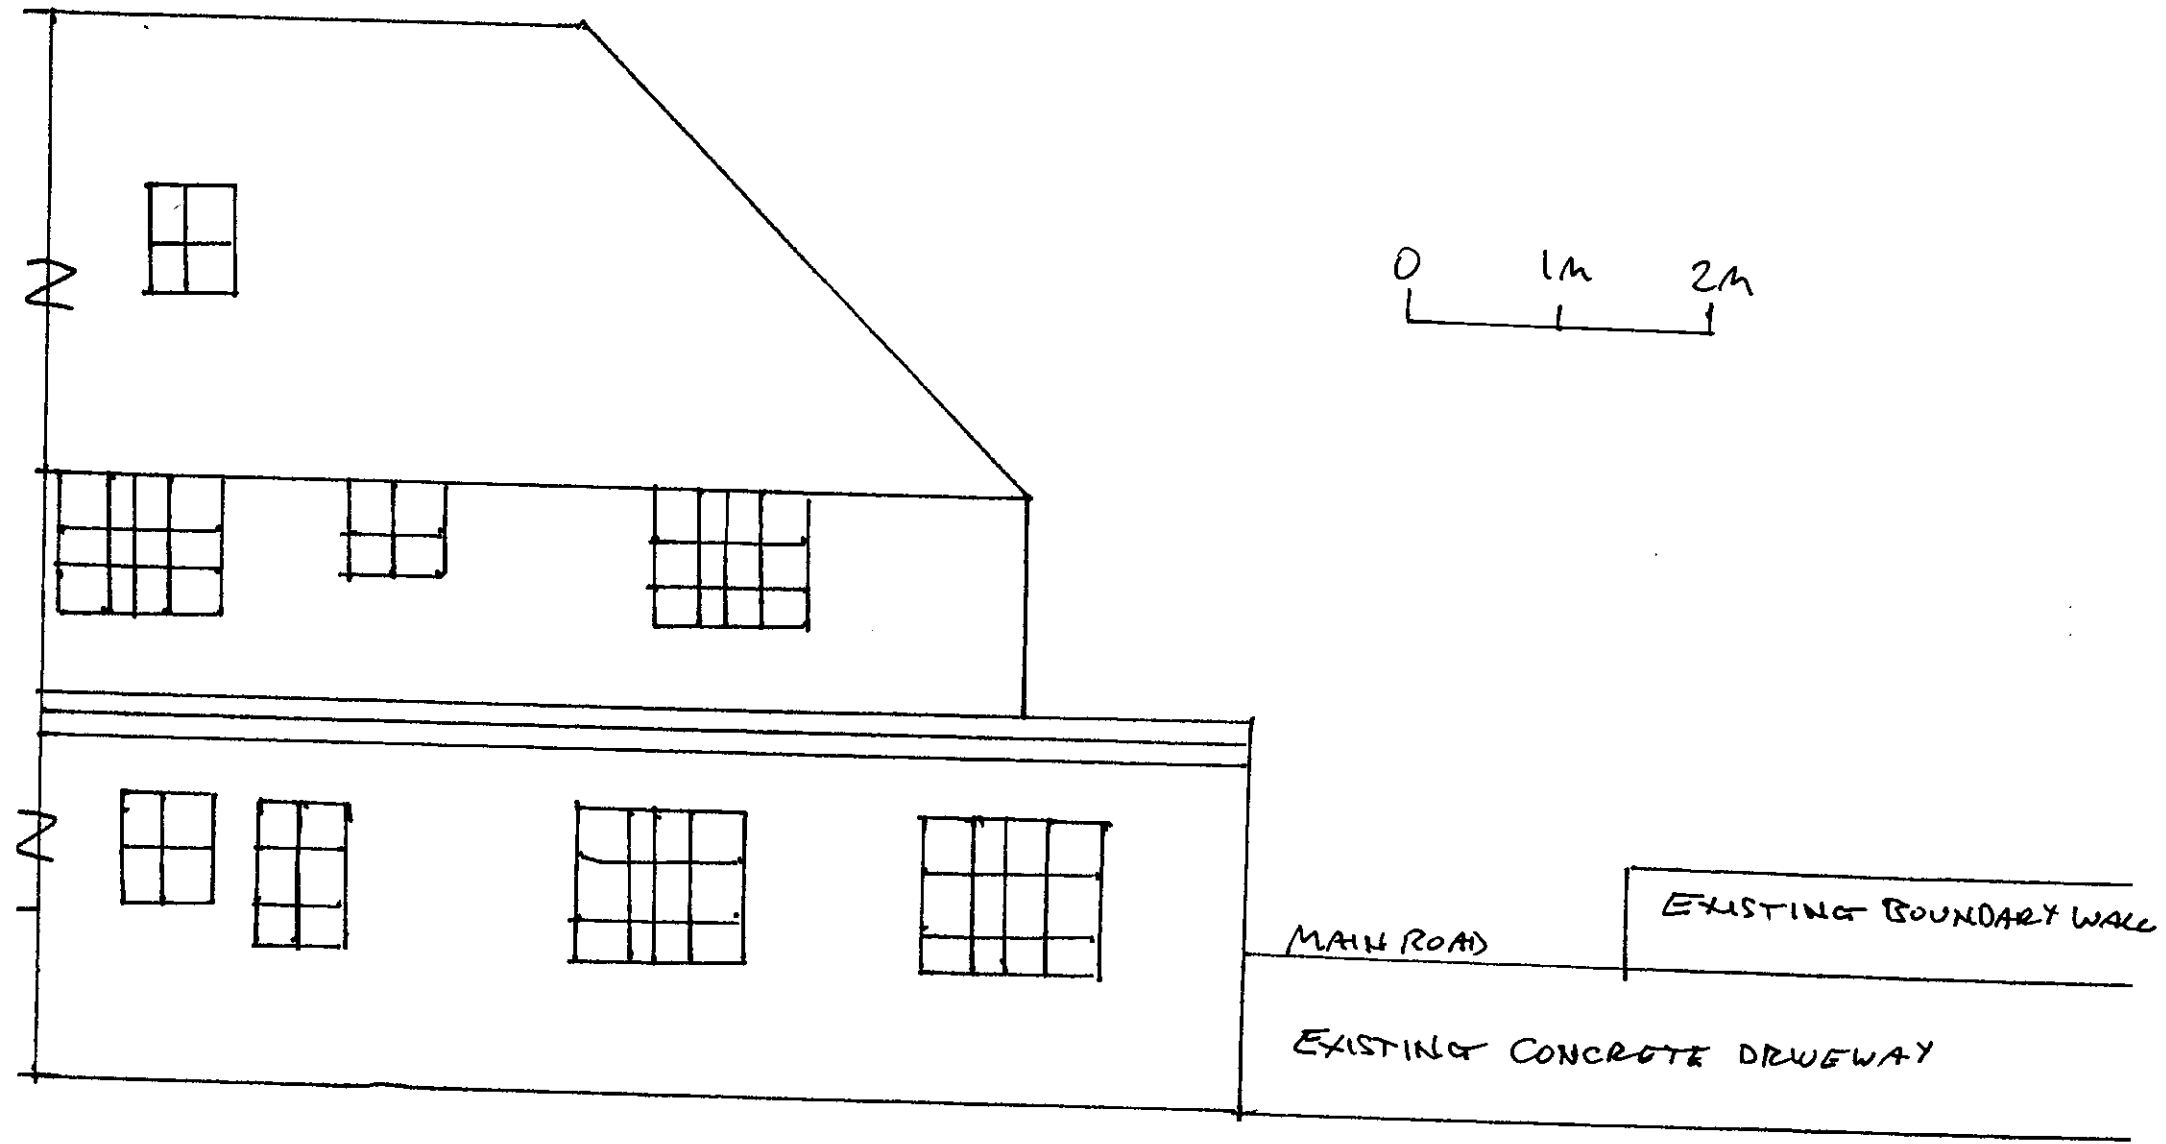 0 1M 2M
EXISTING BOUNDARY WALL
MAIN ROAD
EXISTING CONCRETE DRIVEWAY